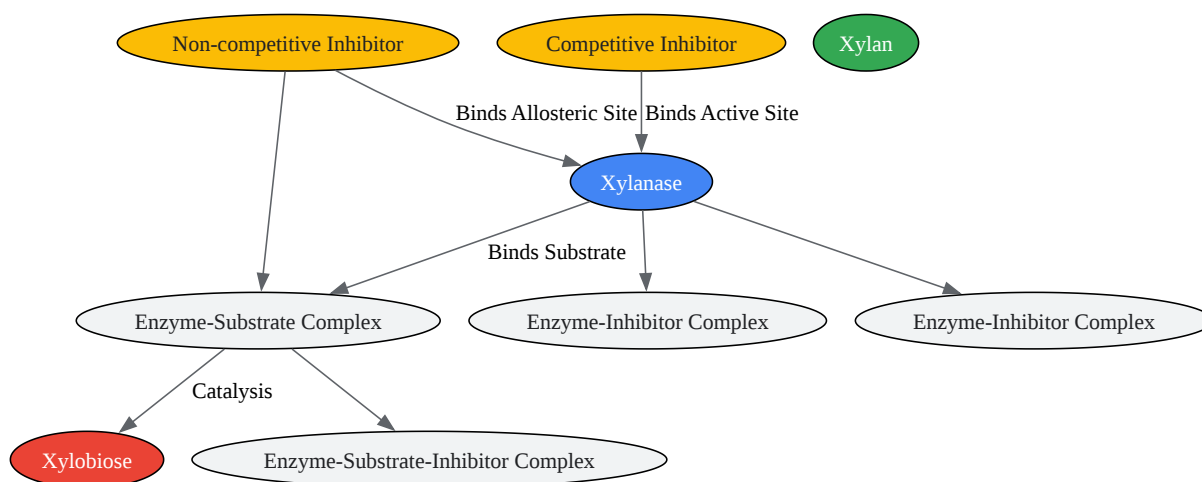 Non-competitive Inhibitor
Competitive Inhibitor
Xylan
Binds Allosteric Site
Binds Active Site
Xylanase
Binds Substrate
Enzyme-Substrate Complex
Enzyme-Inhibitor Complex
Enzyme-Inhibitor Complex
Catalysis
Xylobiose
Enzyme-Substrate-Inhibitor Complex